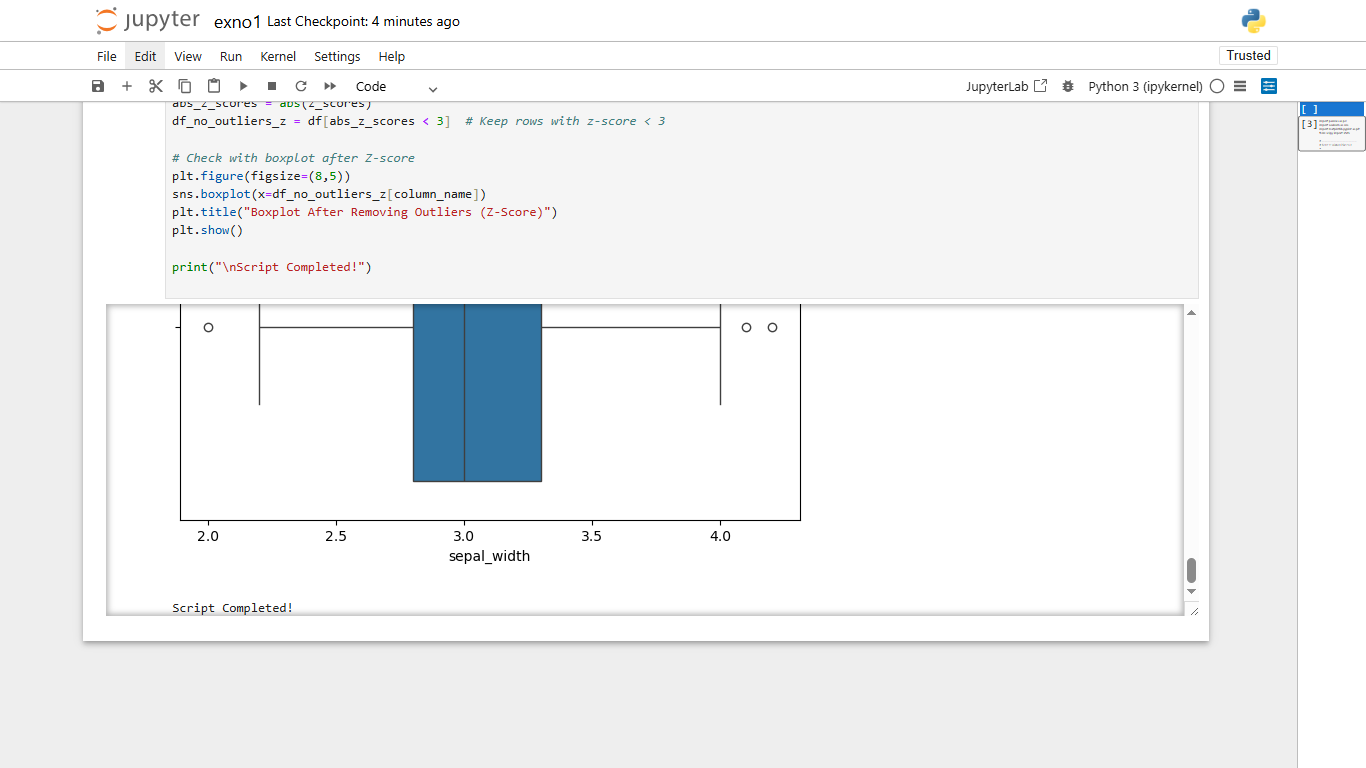 jupyter exno1 Last Checkpoint: 4 minutes ago
File Edit View Run Kernel Settings Help
Trusted
Code
JupyterLab
Python 3 (ipykernel)
abs_z_scores = abs(z_scores)
df_no_outliers_z = df[abs_z_scores < 3]  # Keep rows with z-score < 3
# Check with boxplot after Z-score
plt.figure(figsize=(8,5))
sns.boxplot(x=df_no_outliers_z[column_name])
plt.title("Boxplot After Removing Outliers (Z-Score)")
plt.show()
print("\nScript Completed!")
2.0 2.5 3.0 3.5 4.0
sepal_width
Script Completed!
[ ]
[3]